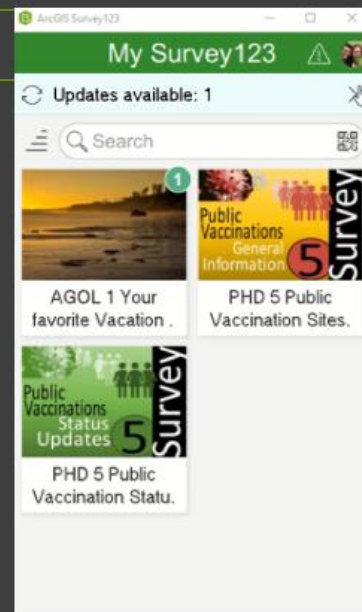 ArcGIS Survey123
My Survey123
Updates available: 1
Search
1
Public
Vaccinations
General
Information
5
Survey
AGOL 1 Your
favorite Vacation .
PHD 5 Public
Vaccination Sites.
Public
Vaccinations
Status
Updates
5
Survey
PHD 5 Public
Vaccination Statu.